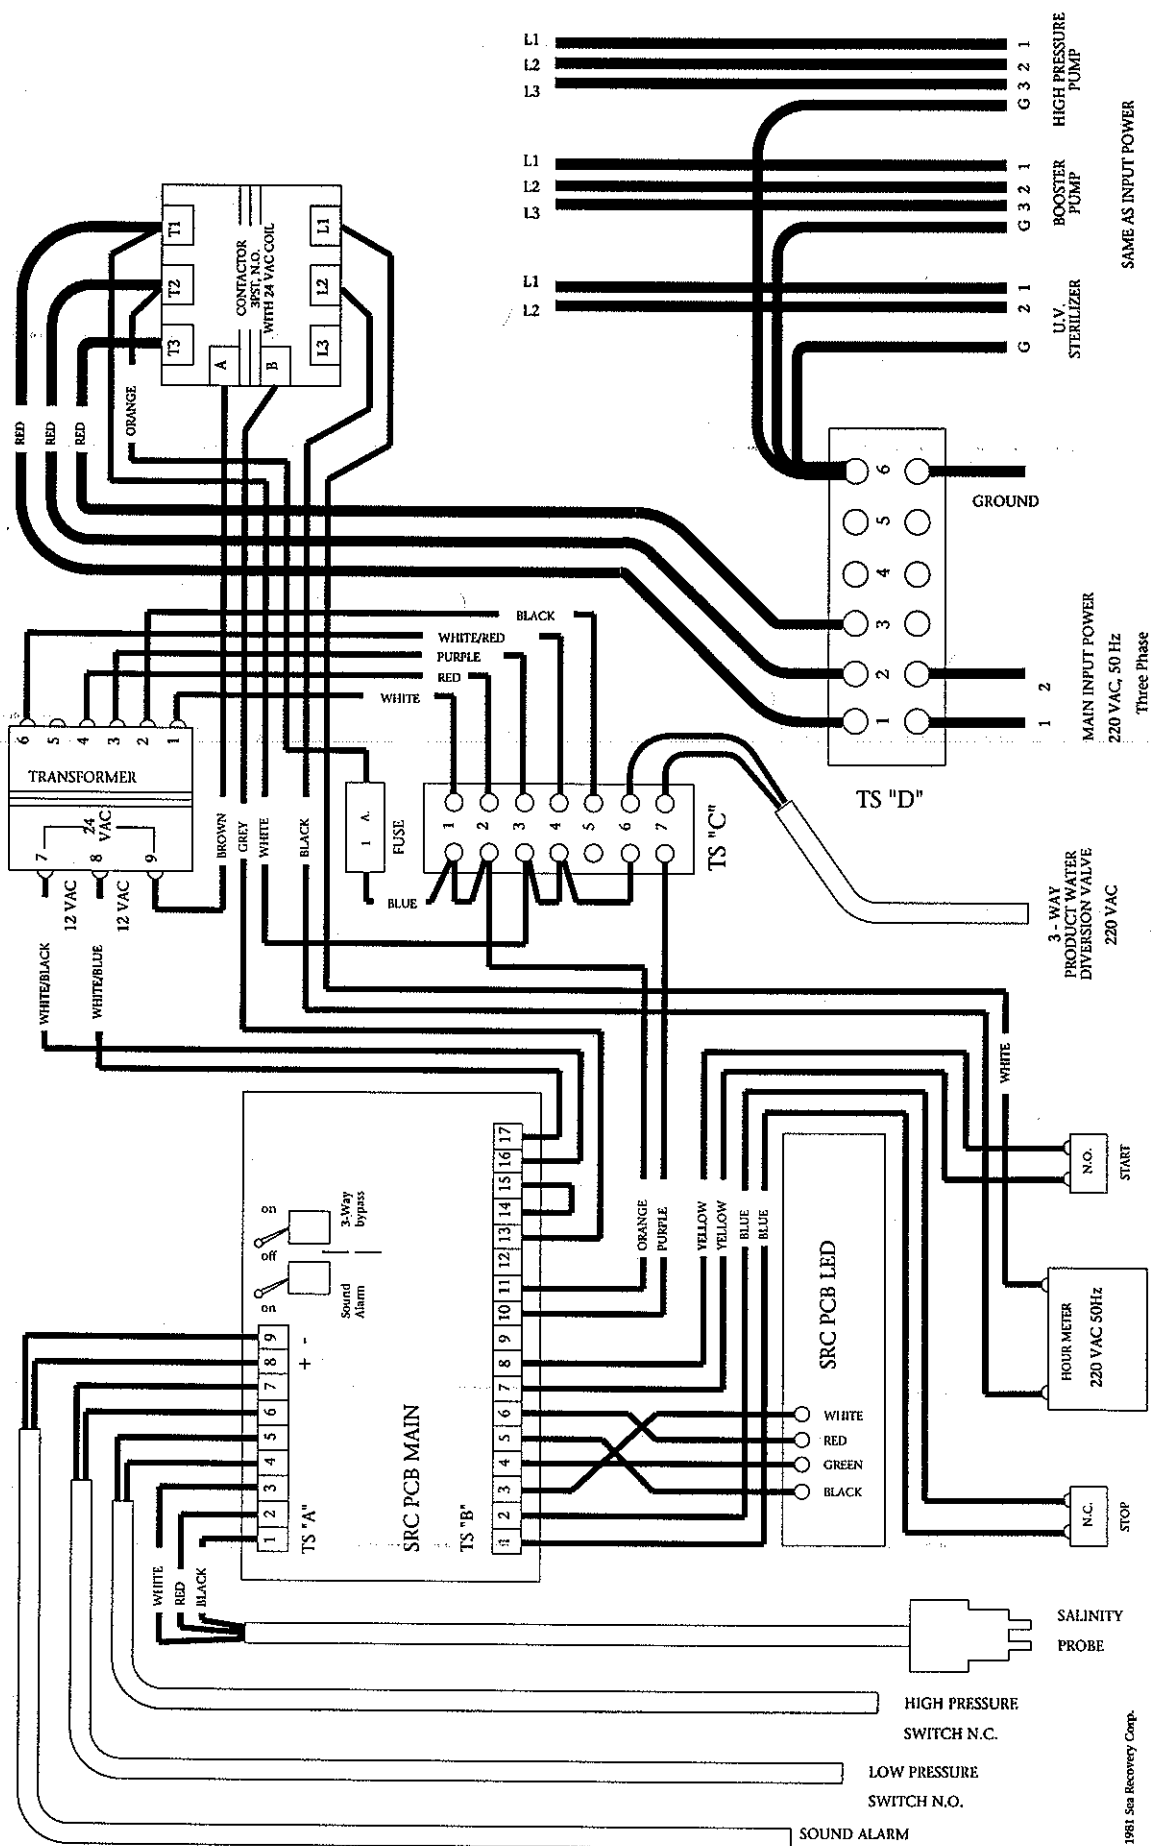 L1
L2
L3
1
2
3
G
HIGH PRESSURE
PUMP
L1
L2
L3
1
2
3
G
BOOSTER
PUMP
SAME AS INPUT POWER
L1
L2
1
2
G
U.V.
STERILIZER
T1
T2
T3
CONTACTOR
3PST, N.O.
WITH 24 VAC COIL
L1
L2
L3
A
B
RED
RED
RED
ORANGE
6
5
4
3
2
1
GROUND
TS "D"
MAIN INPUT POWER
220 VAC, 50 Hz
Three Phase
1
2
BLACK
WHITE/RED
PURPLE
RED
WHITE
6
5
4
3
2
1
TRANSFORMER
24
VAC
7
8
9
12 VAC
12 VAC
WHITE/BLACK
WHITE/BLUE
BROWN
GREY
WHITE
BLACK
1 A.
FUSE
BLUE
1
2
3
4
5
6
7
TS "C"
3 - WAY
PRODUCT WATER
DIVERSION VALVE
220 VAC
WHITE
ORANGE
PURPLE
YELLOW
YELLOW
BLUE
BLUE
on
off
on
3-Way
bypass
Sound
Alarm
17
16
15
14
13
12
11
10
9
8
7
6
5
4
3
2
1
TS "B"
SRC PCB MAIN
9
8
7
6
5
4
3
2
1
- 
+
TS "A"
SRC PCB LED
WHITE
RED
GREEN
BLACK
N.O.
START
HOUR METER
220 VAC 50Hz
N.C.
STOP
WHITE
RED
BLACK
SALINITY
PROBE
HIGH PRESSURE
SWITCH N.C.
LOW PRESSURE
SWITCH N.O.
SOUND ALARM
1981 Sea Recovery Corp.